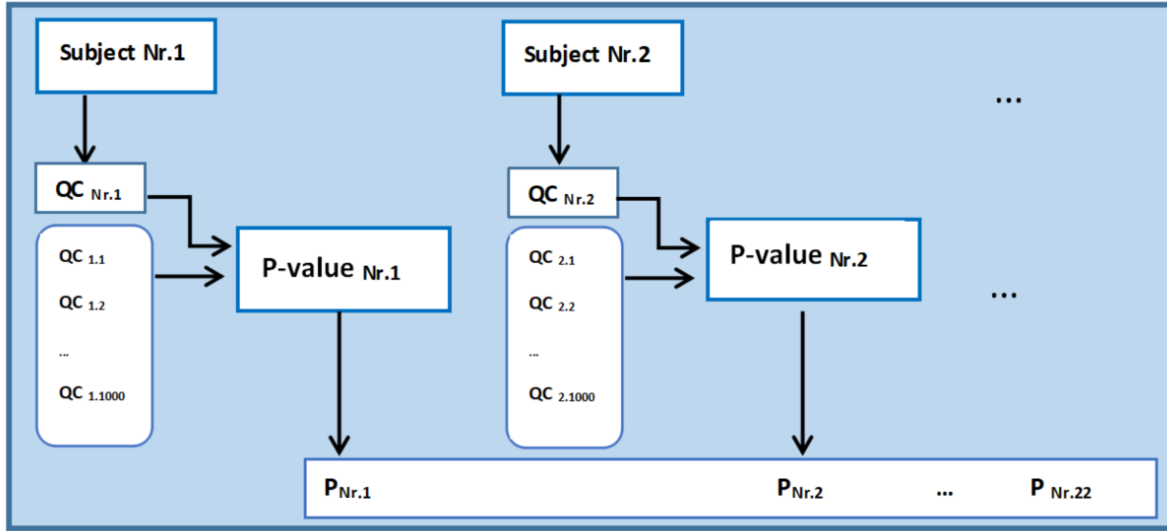 Subject Nr.1
Subject Nr.2
...
QC Nr.1
QC Nr.2
QC 1.1
QC 1.2
...
QC 1.1000
P-value Nr.1
QC 2.1
QC 2.2
...
QC 2.1000
P-value Nr.2
...
PNr.1
PNr.2
...
P Nr.22